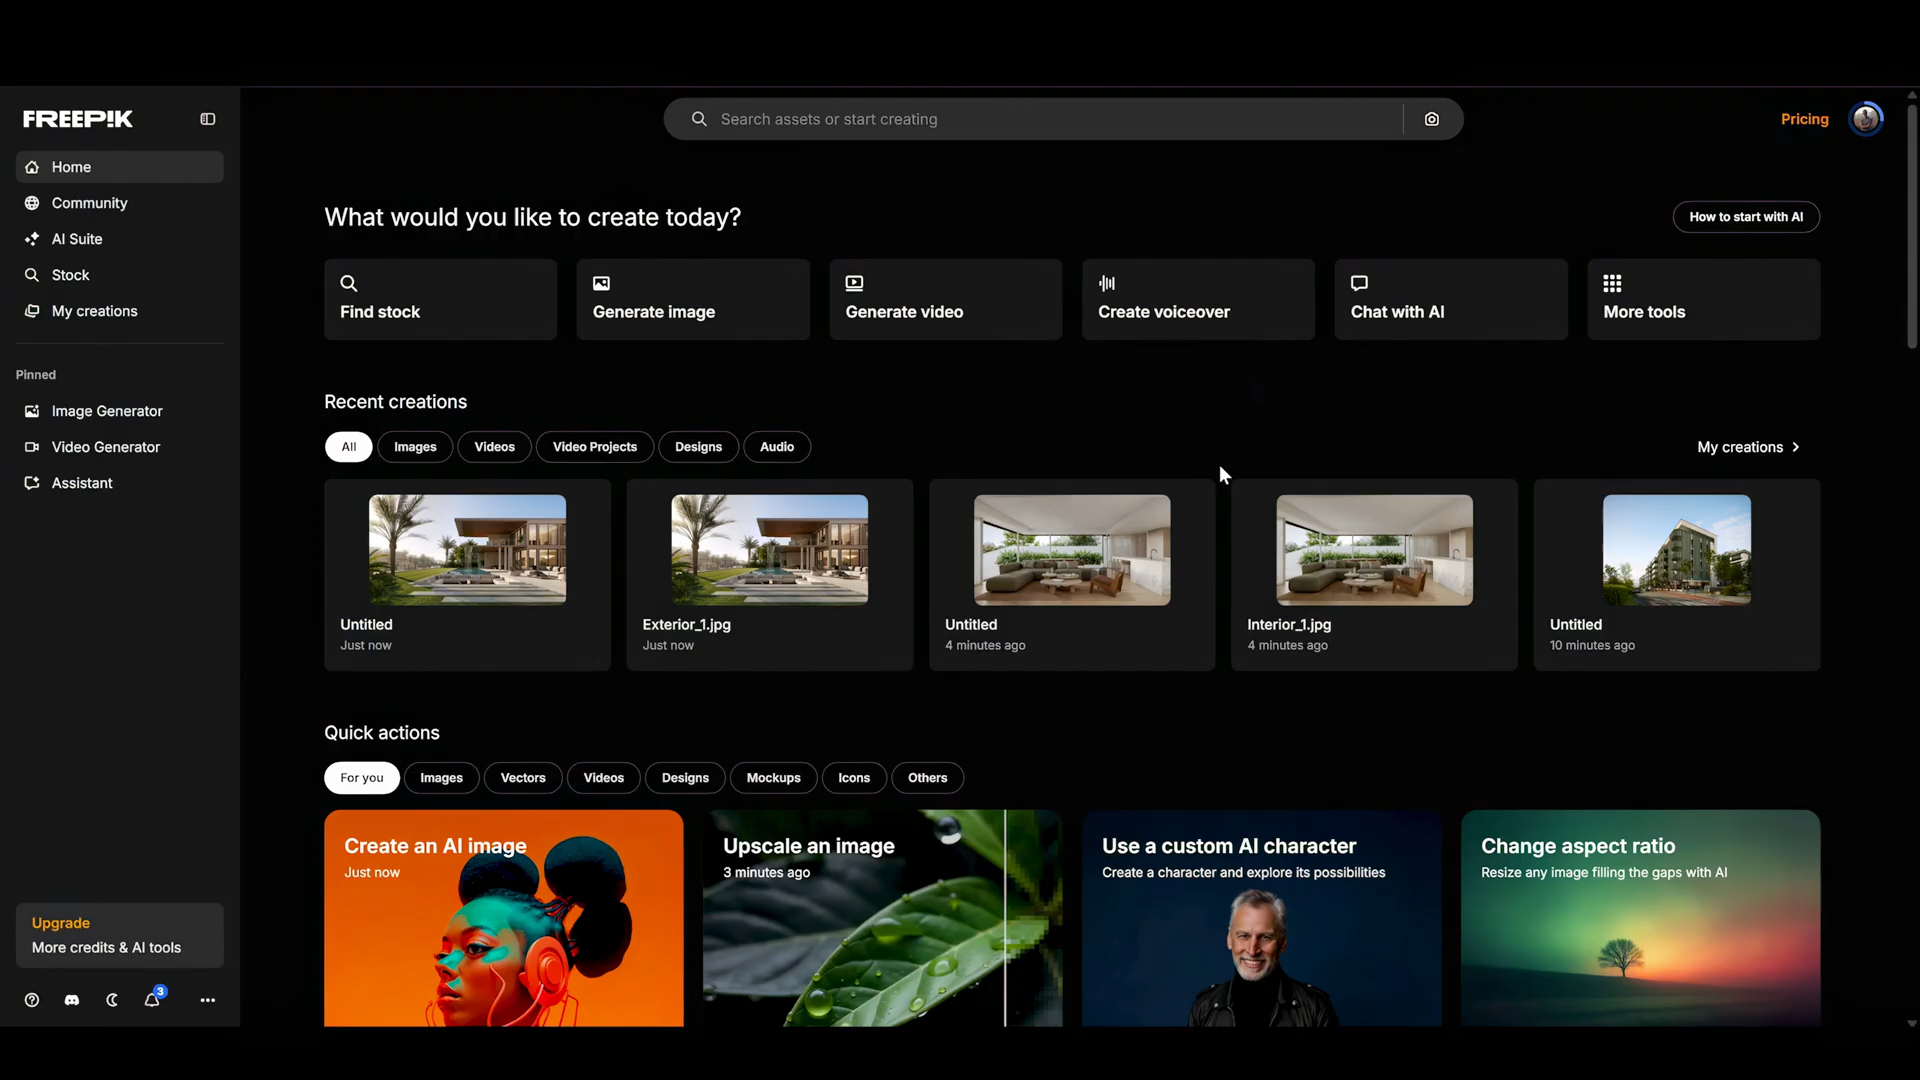 FREEP!K
Home
Community
AI Suite
Stock
My creations
Pinned
Image Generator
Video Generator
Assistant
Upgrade
More credits & AI tools
3
Search assets or start creating
Pricing
What would you like to create today?
How to start with AI
Find stock
Generate image
Generate video
Create voiceover
Chat with AI
More tools
Recent creations
All
Images
Videos
Video Projects
Designs
Audio
My creations
Untitled
Just now
Exterior_1.jpg
Just now
Untitled
4 minutes ago
Interior_1.jpg
4 minutes ago
Untitled
10 minutes ago
Quick actions
For you
Images
Vectors
Videos
Designs
Mockups
Icons
Others
Create an AI image
Just now
Upscale an image
3 minutes ago
Use a custom AI character
Create a character and explore its possibilities
Change aspect ratio
Resize any image filling the gaps with AI